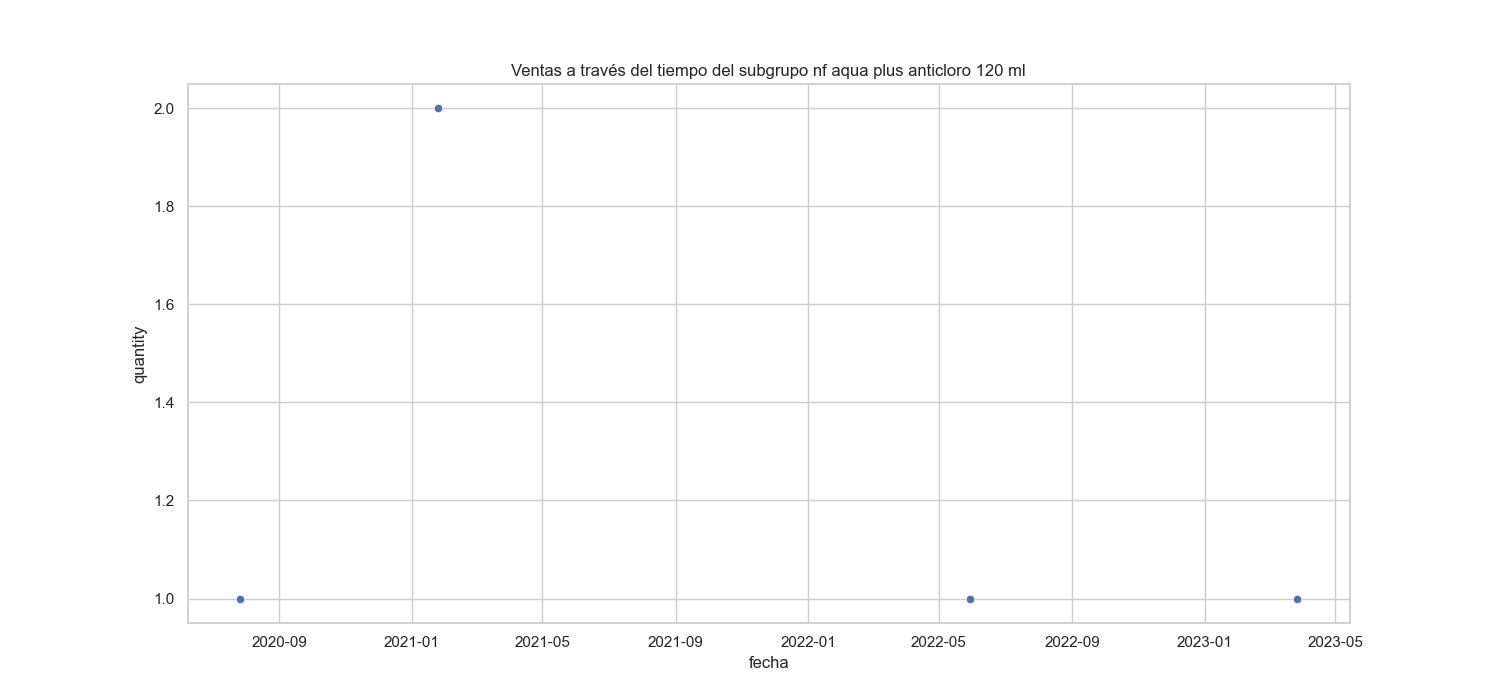 Ventas a través del tiempo del subgrupo nf aqua plus anticloro 120 ml
2.0
1.8
1.6
1.4
1.2
1.0
quantity
2020-09 2021-01 2021-05 2021-09 2022-01 2022-05 2022-09 2023-01 2023-05
fecha